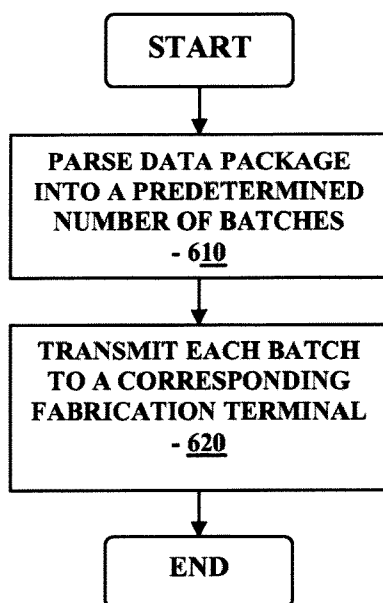 START
PARSE DATA PACKAGE
INTO A PREDETERMINED
NUMBER OF BATCHES
- 610
TRANSMIT EACH BATCH
TO A CORRESPONDING
FABRICATION TERMINAL
- 620
END